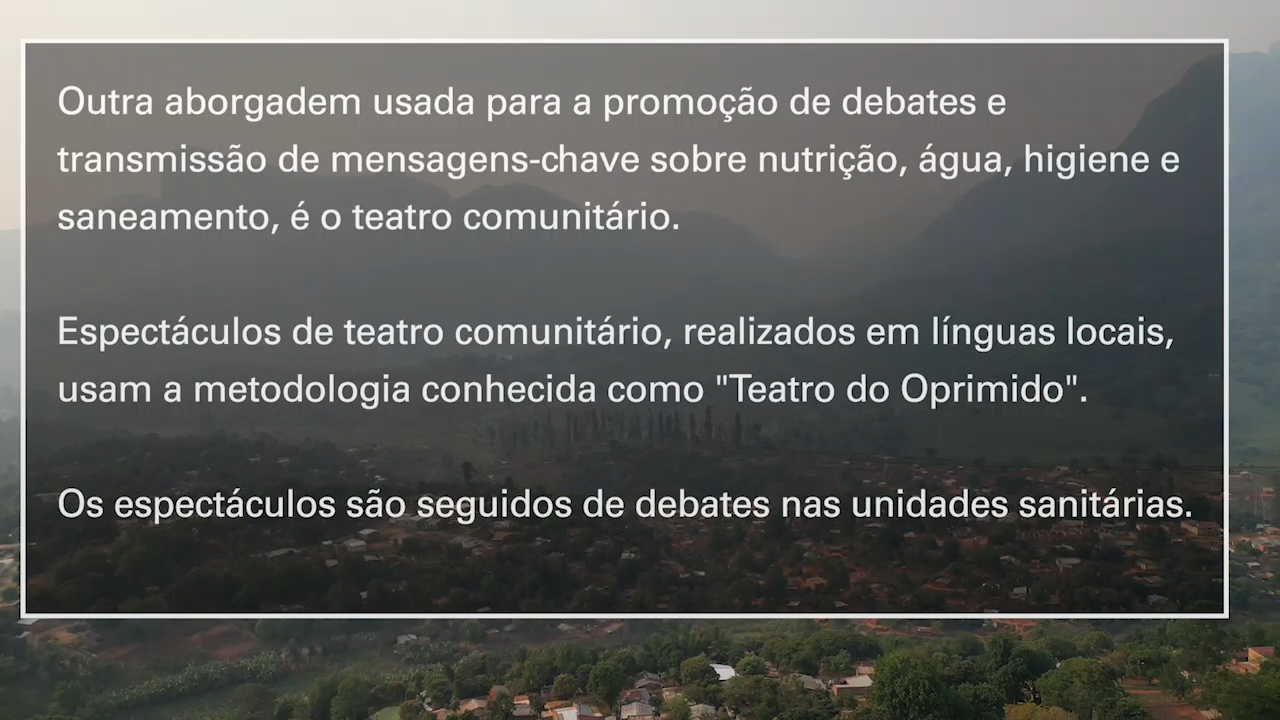 Outra aborgadem usada para a promoção de debates e
transmissão de mensagens-chave sobre nutrição, água, higiene e
saneamento, é o teatro comunitário.
Espectáculos de teatro comunitário, realizados em línguas locais,
usam a metodologia conhecida como "Teatro do Oprimido".
Os espectáculos são seguidos de debates nas unidades sanitárias.